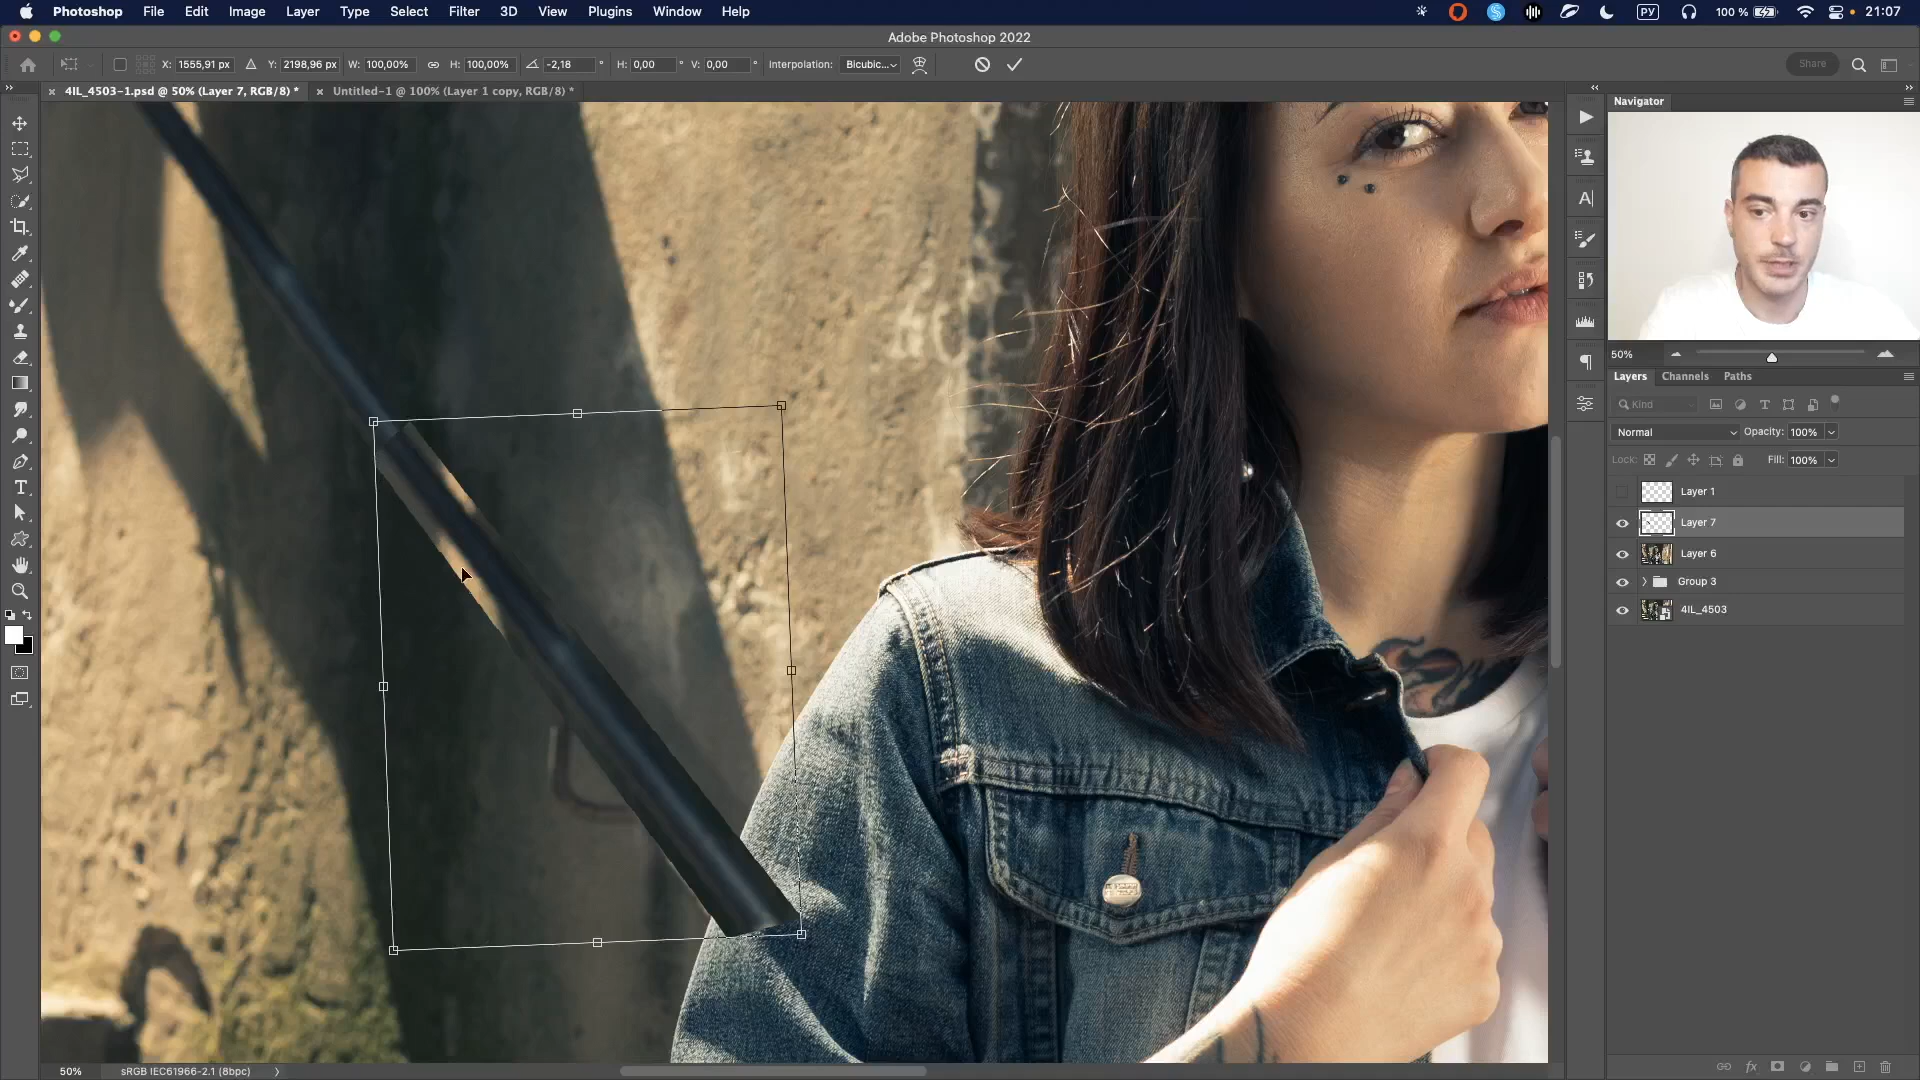 Photoshop File Edit Image Layer Type Select Filter 3D View Plugins Window Help РУ 100 % 21:07
Adobe Photoshop 2022
X: 1555,91 px Y: 2198,96 px W: 100,00% H: 100,00% -2,18 ° H: 0,00 ° V: 0,00 ° Interpolation: Bicubic... Share
4IL_4503-1.psd @ 50% (Layer 7, RGB/8) * Untitled-1 @ 100% (Layer 1 copy, RGB/8) *
Navigator
50%
Layers Channels Paths
Kind
Normal Opacity: 100%
Lock: Fill: 100%
Layer 1
Layer 7
Layer 6
Group 3
4IL_4503
50% sRGB IEC61966-2.1 (8bpc)